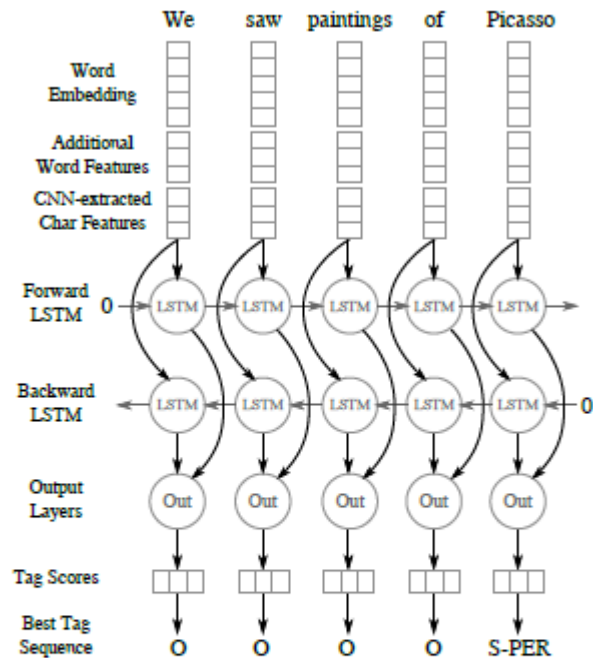 We saw paintings of Picasso
Word
Embedding
Additional
Word Features
CNN-extracted
Char Features
Forward
LSTM
0 LSTM LSTM LSTM LSTM LSTM
Backward
LSTM
LSTM LSTM LSTM LSTM LSTM 0
Output
Layers
Out Out Out Out Out
Tag Scores
Best Tag
Sequence
O O O O S-PER